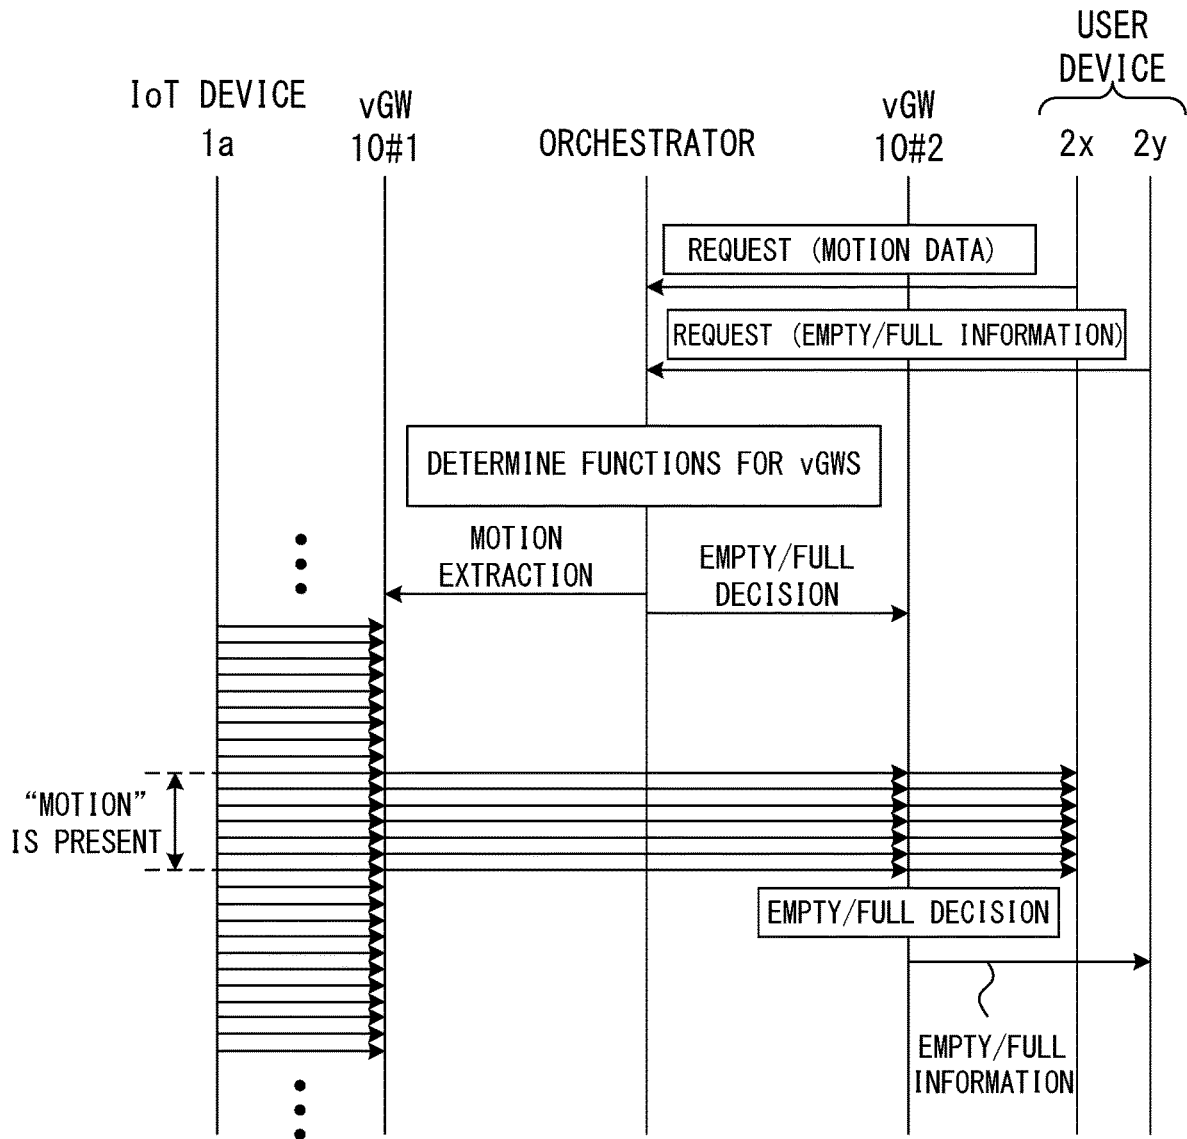 USER
DEVICE
IoT DEVICE
1a
vGW
10#1
ORCHESTRATOR
vGW
10#2
2x
2y
REQUEST (MOTION DATA)
REQUEST (EMPTY/FULL INFORMATION)
DETERMINE FUNCTIONS FOR vGWS
MOTION
EXTRACTION
EMPTY/FULL
DECISION
“MOTION”
IS PRESENT
EMPTY/FULL DECISION
EMPTY/FULL
INFORMATION